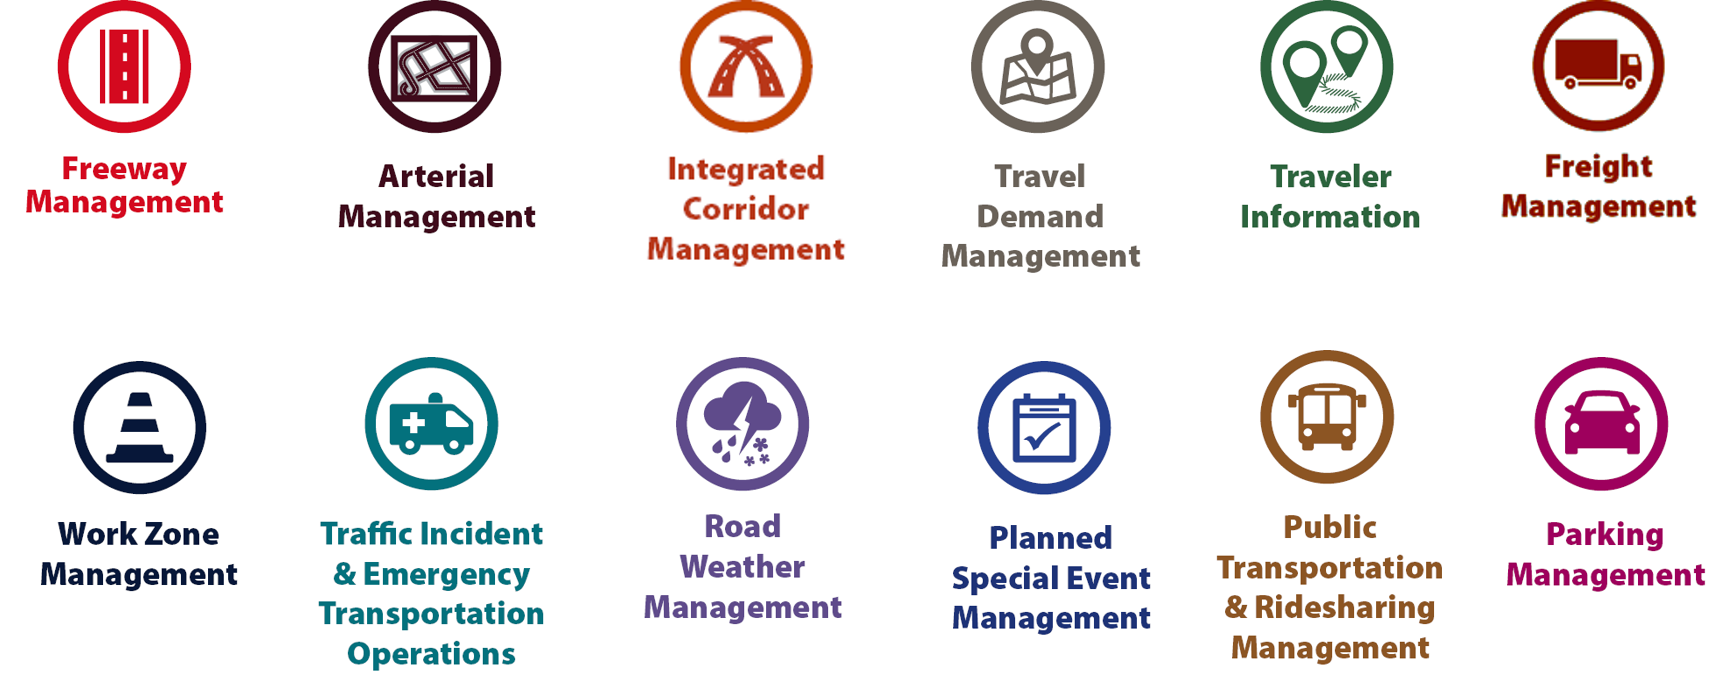 Freeway
Management
Arterial
Management
Integrated
Corridor
Management
Travel
Demand
Management
Traveler
Information
Freight
Management
Work Zone
Management
Traffic Incident
& Emergency
Transportation
Operations
Road
Weather
Management
Planned
Special Event
Management
Public
Transportation
& Ridesharing
Management
Parking
Management